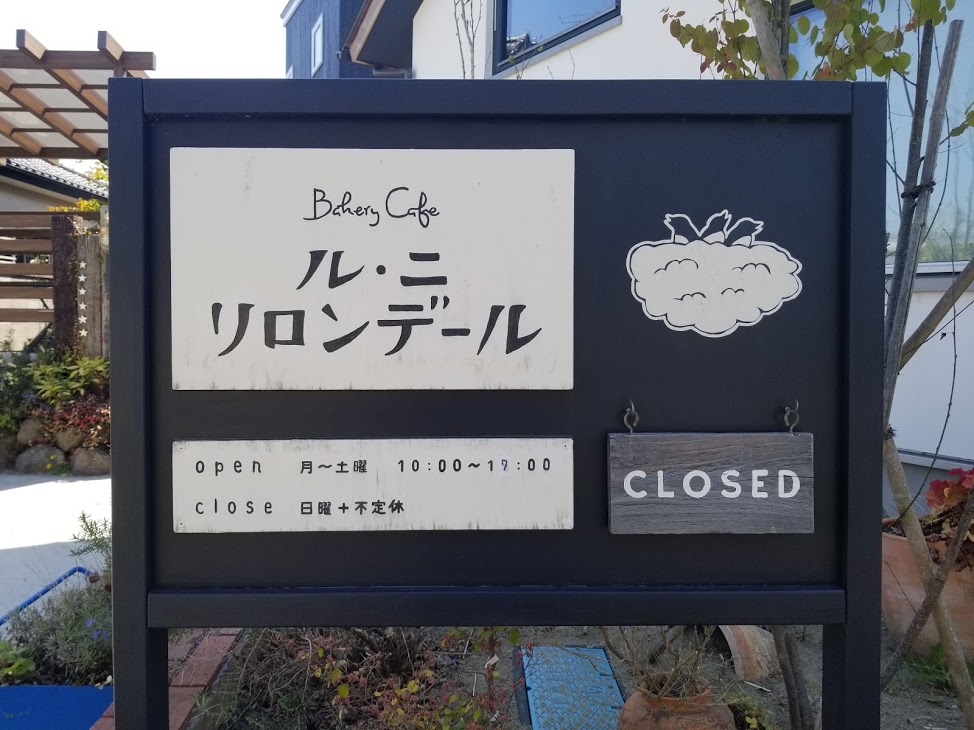 Bakery Cafe
ル・ニ
リロンデール
open 月～土曜 10:00～17:00
close 日曜+不定休
CLOSED